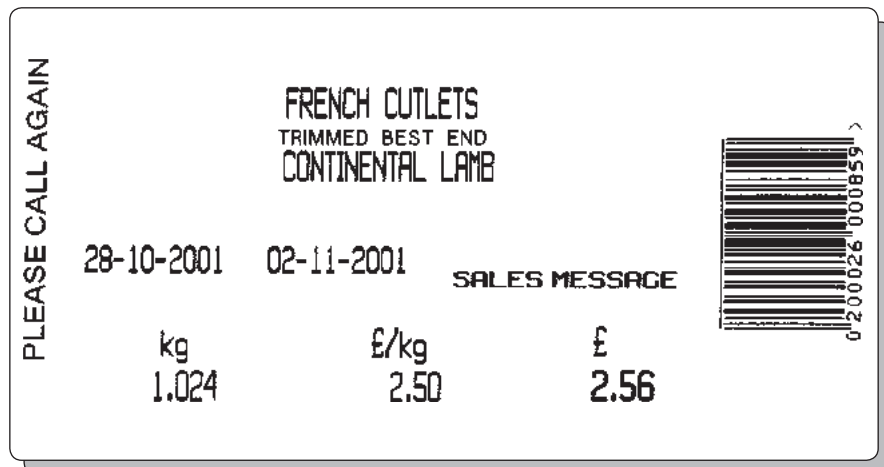 PLEASE CALL AGAIN
FRENCH CUTLETS
TRIMMED BEST END
CONTINENTAL LAMB
28-10-2001 02-11-2001 SALES MESSAGE
kg £/kg £
1.024 2.50 2.56
0 200026 000859 >